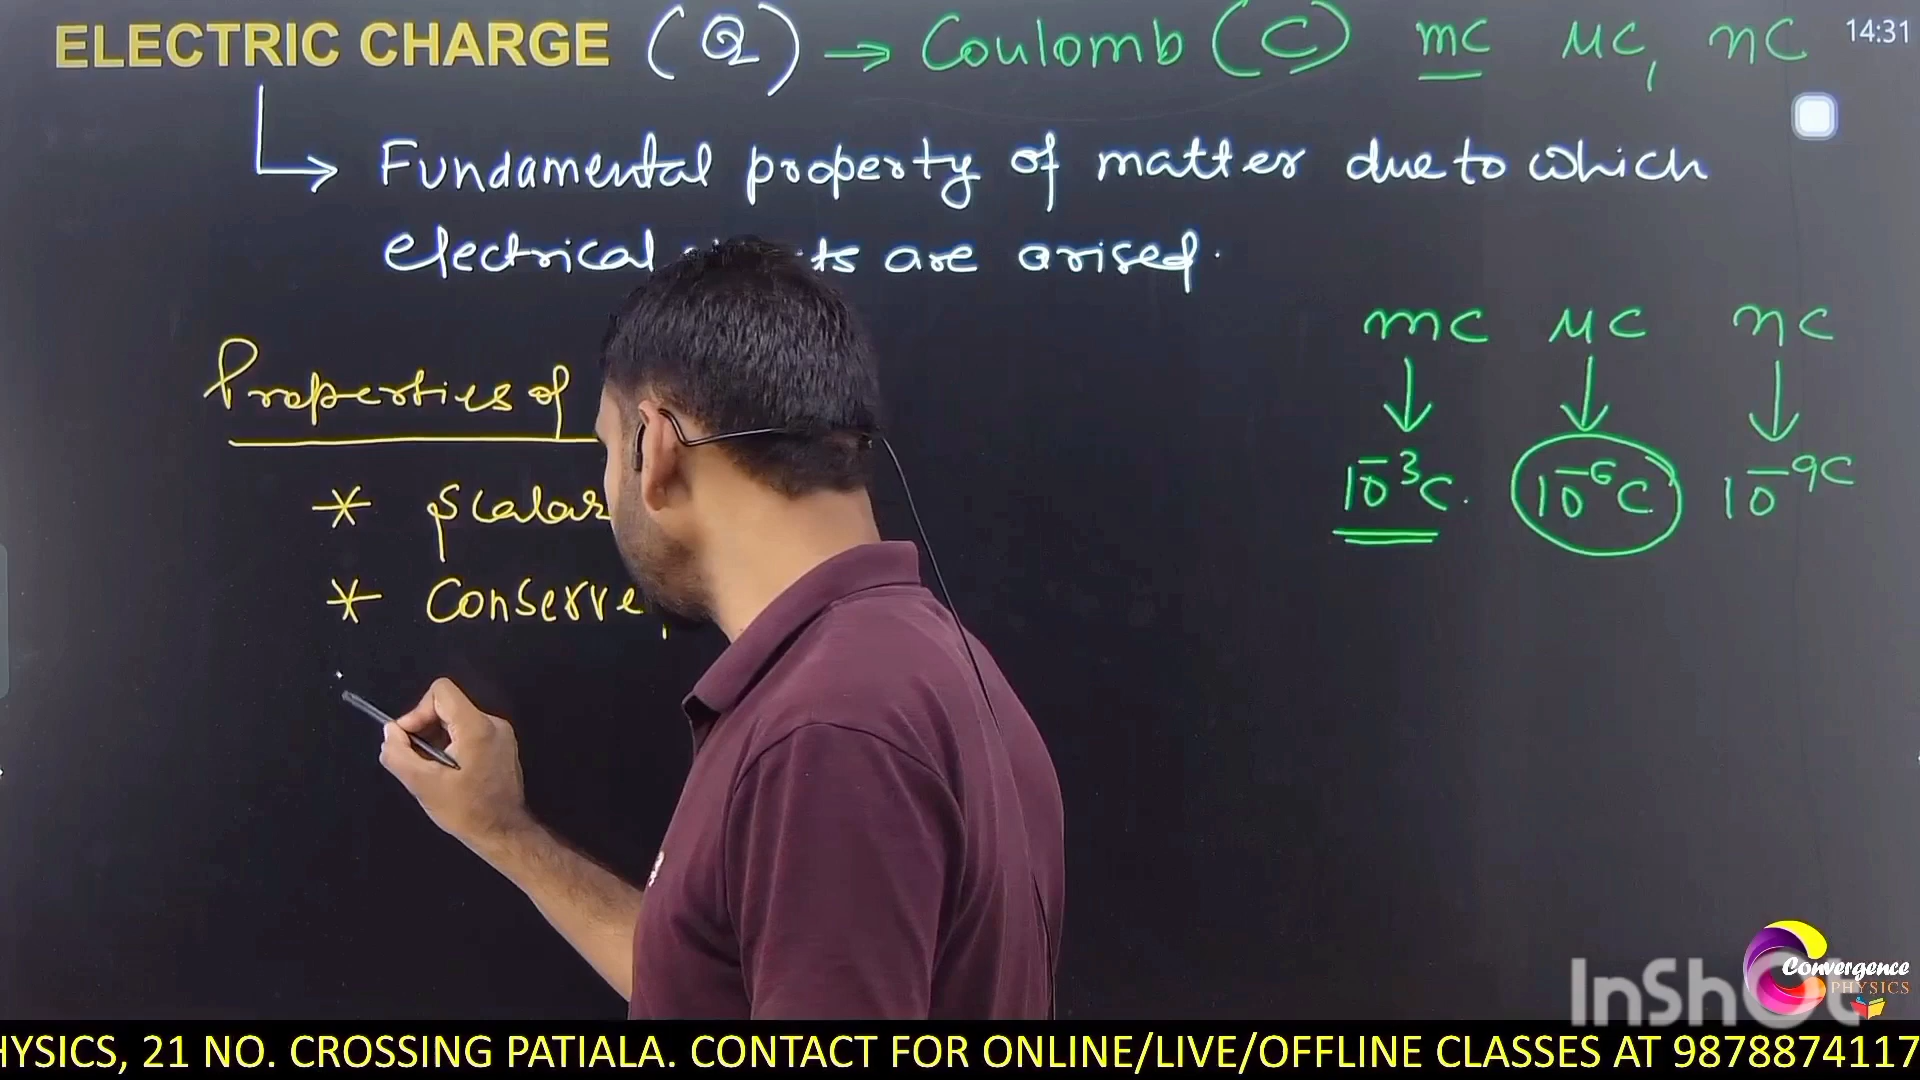 ELECTRIC CHARGE (Q) → Coulomb (C) mC μC, nC
14:31
↳ Fundamental property of matter due to which
electrical are arised.
mC μC nC
↓ ↓ ↓
10⁻³C. 10⁻⁶C 10⁻⁹C
Properties of
* Scalar
* Conserve
InShot
Convergence
PHYSICS
HYSICS, 21 NO. CROSSING PATIALA. CONTACT FOR ONLINE/LIVE/OFFLINE CLASSES AT 9878874117